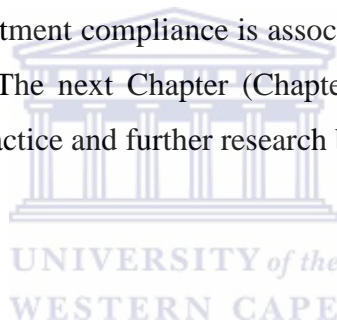 tment compliance is assoc
The next Chapter (Chapte
actice and further research
UNIVERSITY of the
WESTERN CAPE